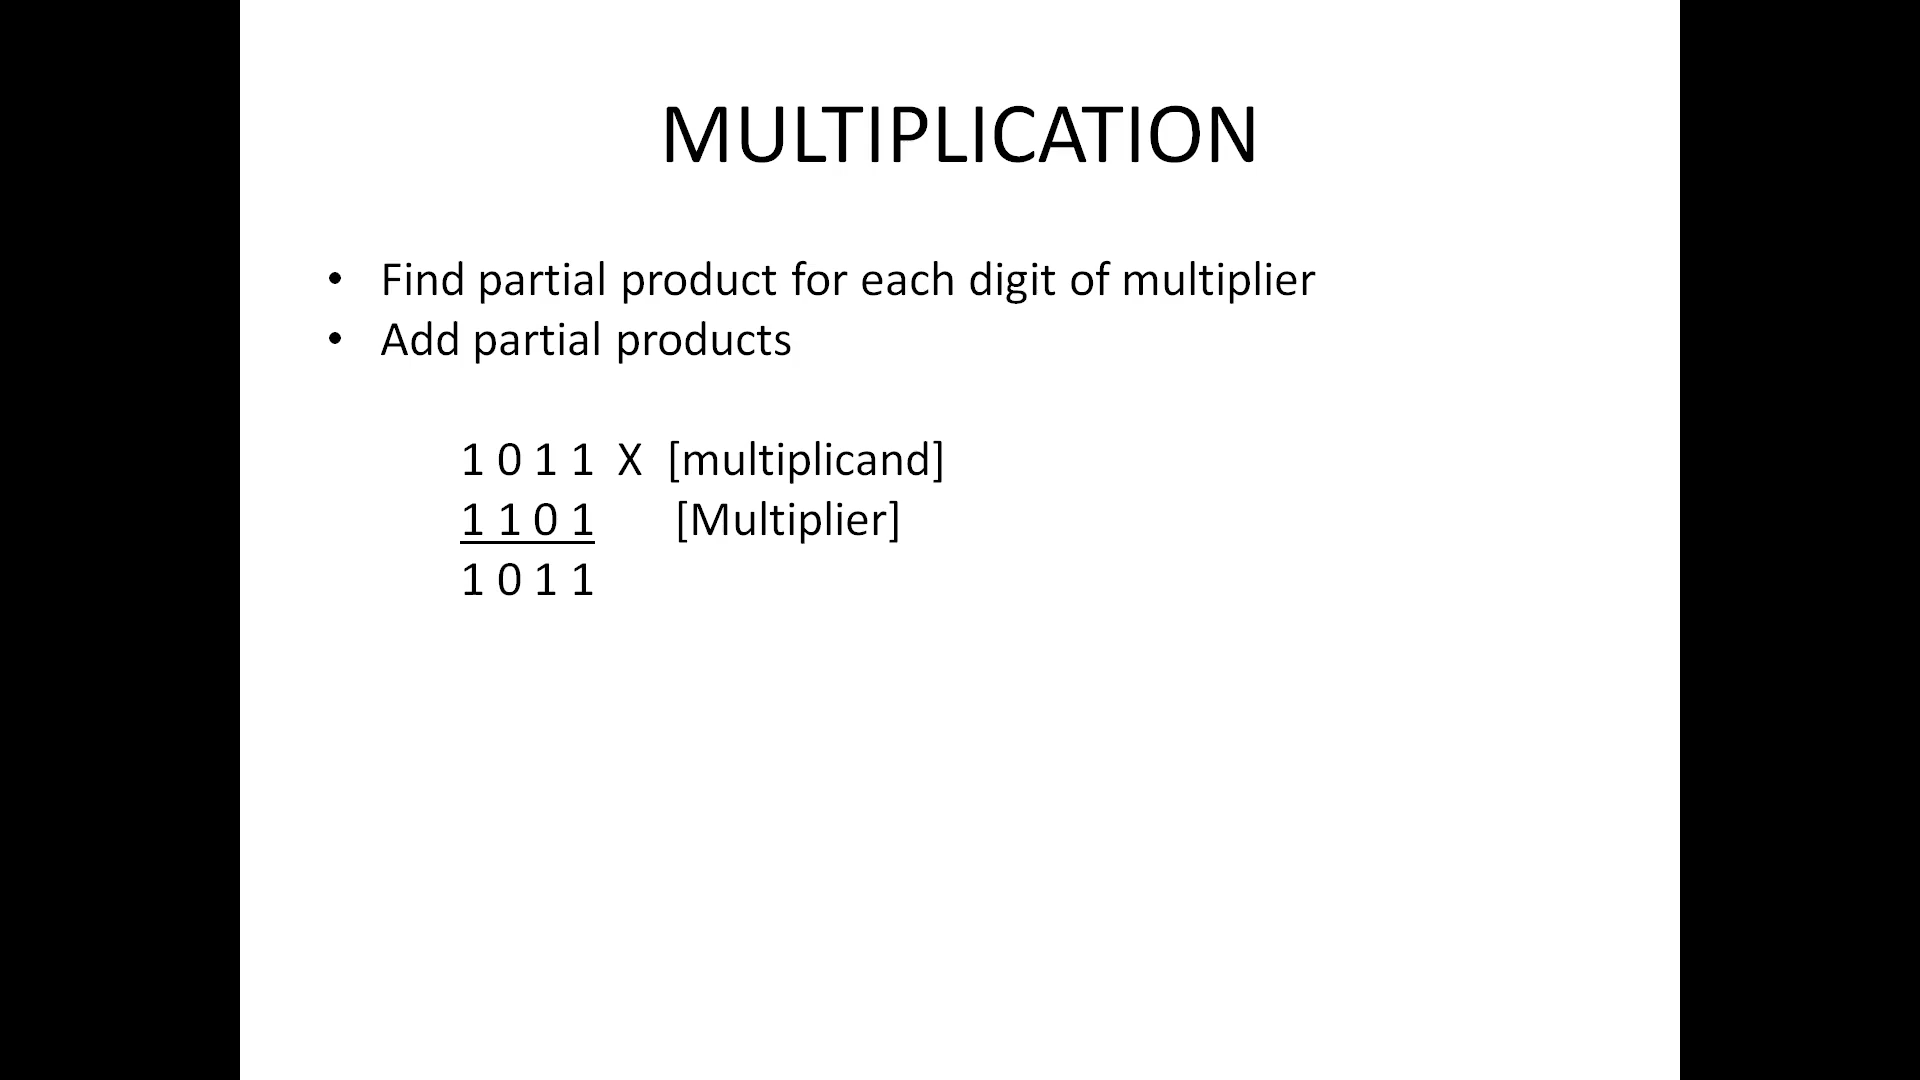 MULTIPLICATION
• Find partial product for each digit of multiplier
• Add partial products
1 0 1 1 X [multiplicand]
1 1 0 1 [Multiplier]
1 0 1 1